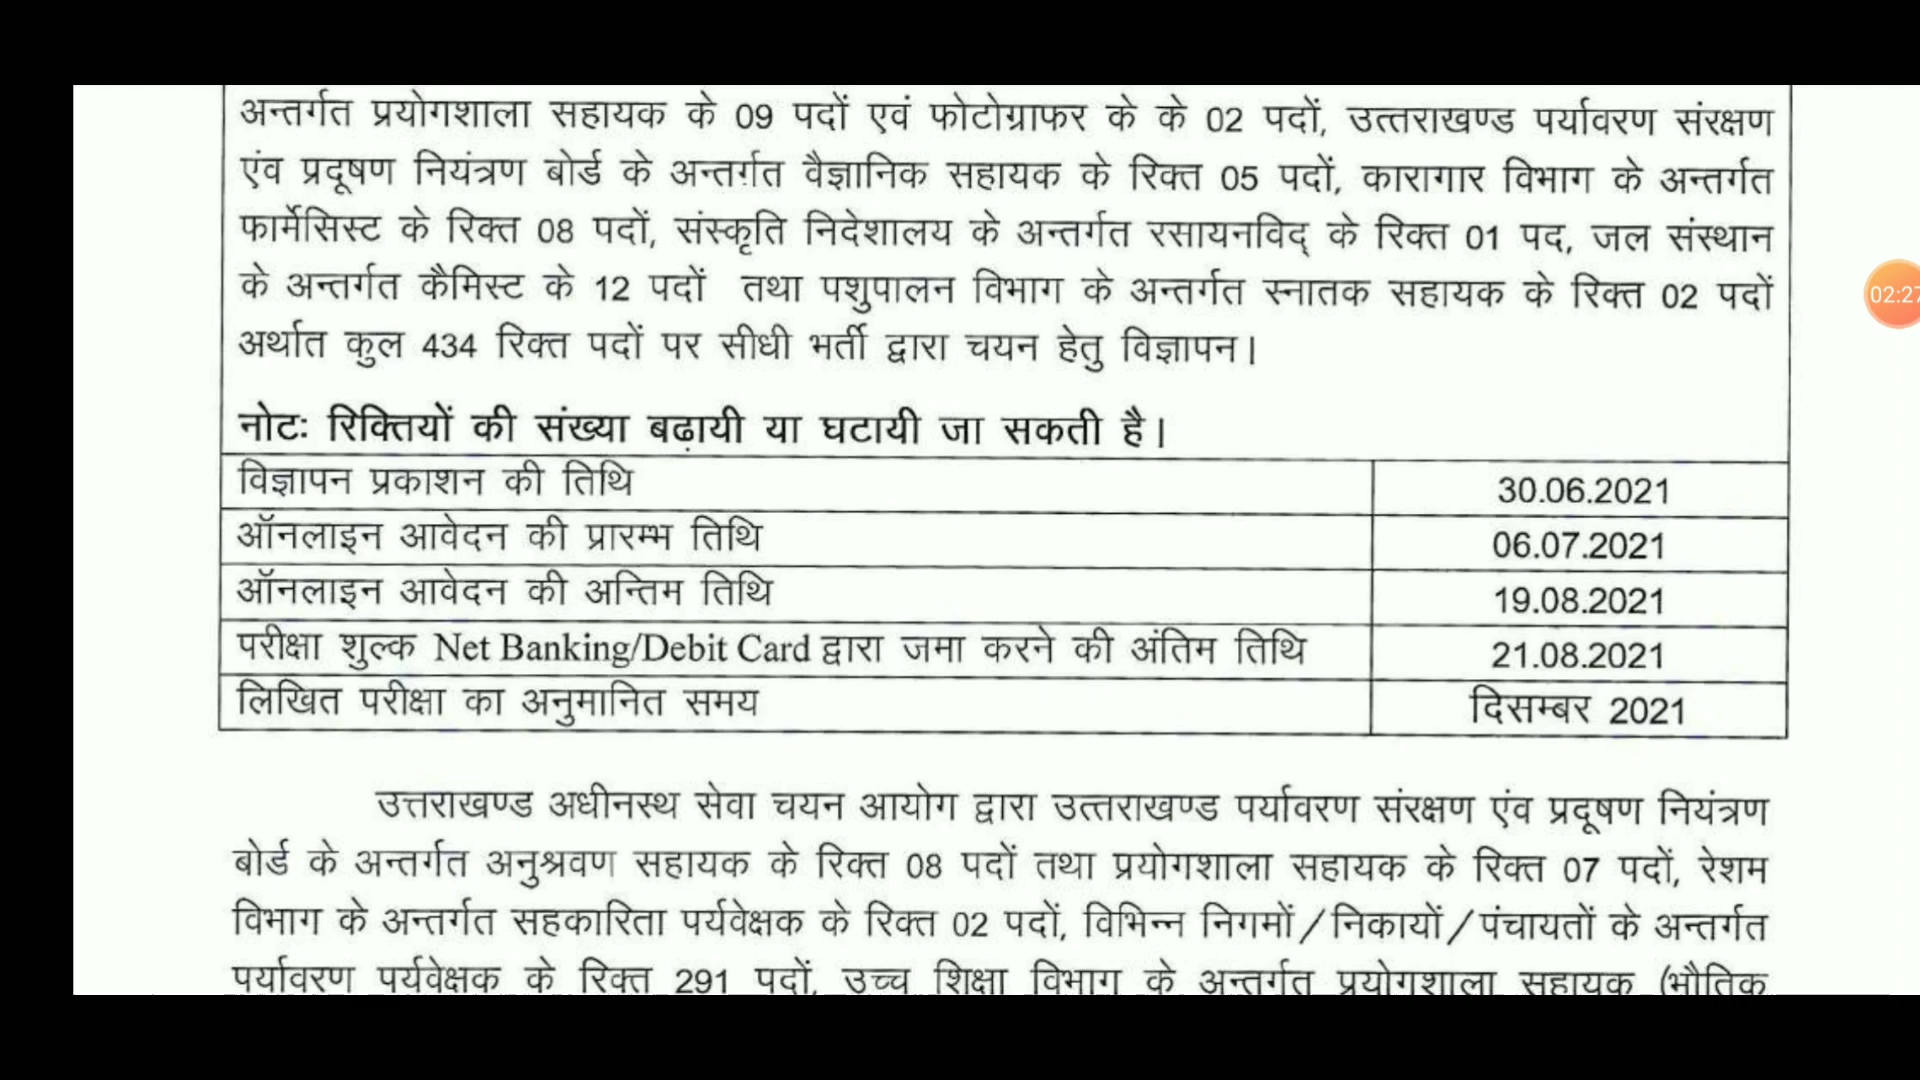 अन्तर्गत प्रयोगशाला सहायक के 09 पदों एवं फोटोग्राफर के के 02 पदों, उत्तराखण्ड पर्यावरण संरक्षण
एंव प्रदूषण नियंत्रण बोर्ड के अन्तर्गत वैज्ञानिक सहायक के रिक्त 05 पदों, कारागार विभाग के अन्तर्गत
फार्मेसिस्ट के रिक्त 08 पदों, संस्कृति निदेशालय के अन्तर्गत रसायनविद् के रिक्त 01 पद, जल संस्थान
के अन्तर्गत कैमिस्ट के 12 पदों तथा पशुपालन विभाग के अन्तर्गत स्नातक सहायक के रिक्त 02 पदों
अर्थात कुल 434 रिक्त पदों पर सीधी भर्ती द्वारा चयन हेतु विज्ञापन।
नोटः रिक्तियों की संख्या बढ़ायी या घटायी जा सकती है।
विज्ञापन प्रकाशन की तिथि 30.06.2021
ऑनलाइन आवेदन की प्रारम्भ तिथि 06.07.2021
ऑनलाइन आवेदन की अन्तिम तिथि 19.08.2021
परीक्षा शुल्क Net Banking/Debit Card द्वारा जमा करने की अंतिम तिथि 21.08.2021
लिखित परीक्षा का अनुमानित समय दिसम्बर 2021
उत्तराखण्ड अधीनस्थ सेवा चयन आयोग द्वारा उत्तराखण्ड पर्यावरण संरक्षण एंव प्रदूषण नियंत्रण
बोर्ड के अन्तर्गत अनुश्रवण सहायक के रिक्त 08 पदों तथा प्रयोगशाला सहायक के रिक्त 07 पदों, रेशम
विभाग के अन्तर्गत सहकारिता पर्यवेक्षक के रिक्त 02 पदों, विभिन्न निगमों/निकायों/पंचायतों के अन्तर्गत
पर्यावरण पर्यवेक्षक के रिक्त 291 पदों, उच्च शिक्षा विभाग के अन्तर्गत प्रयोगशाला सहायक (भौतिक
02:27